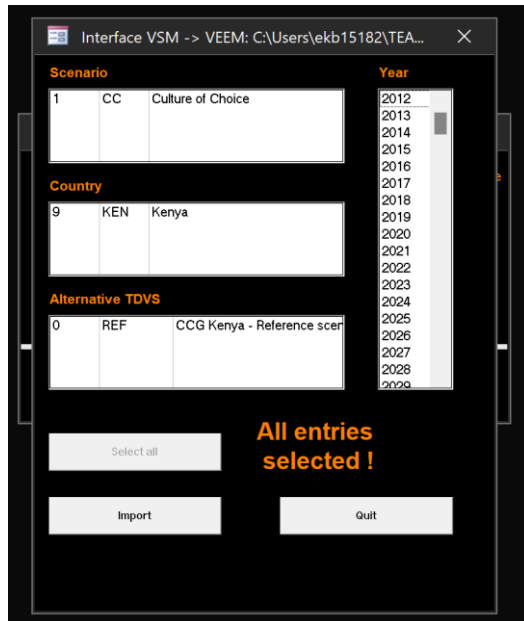 Interface VSM -> VEEM: C:\Users\ekb15182\TEA...
Scenario
1 CC Culture of Choice
Country
9 KEN Kenya
Alternative TDVS
0 REF CCG Kenya - Reference scer
Year
2012
2013
2014
2015
2016
2017
2018
2019
2020
2021
2022
2023
2024
2025
2026
2027
2028
2029
e
Select all
All entries
selected !
Import
Quit